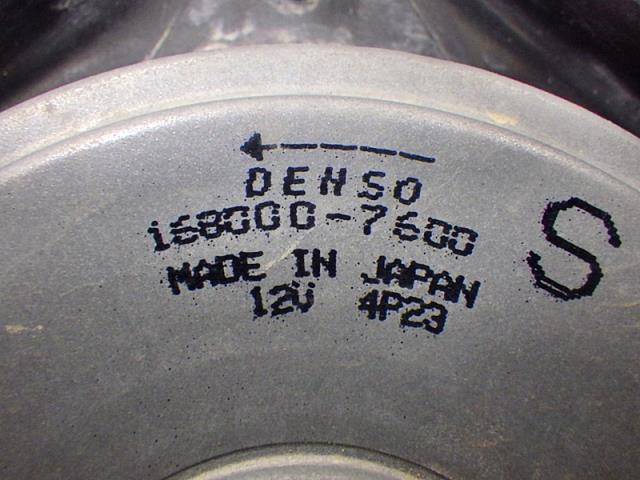 DENSO
168000-7600
MADE IN JAPAN
12V 4P23
S